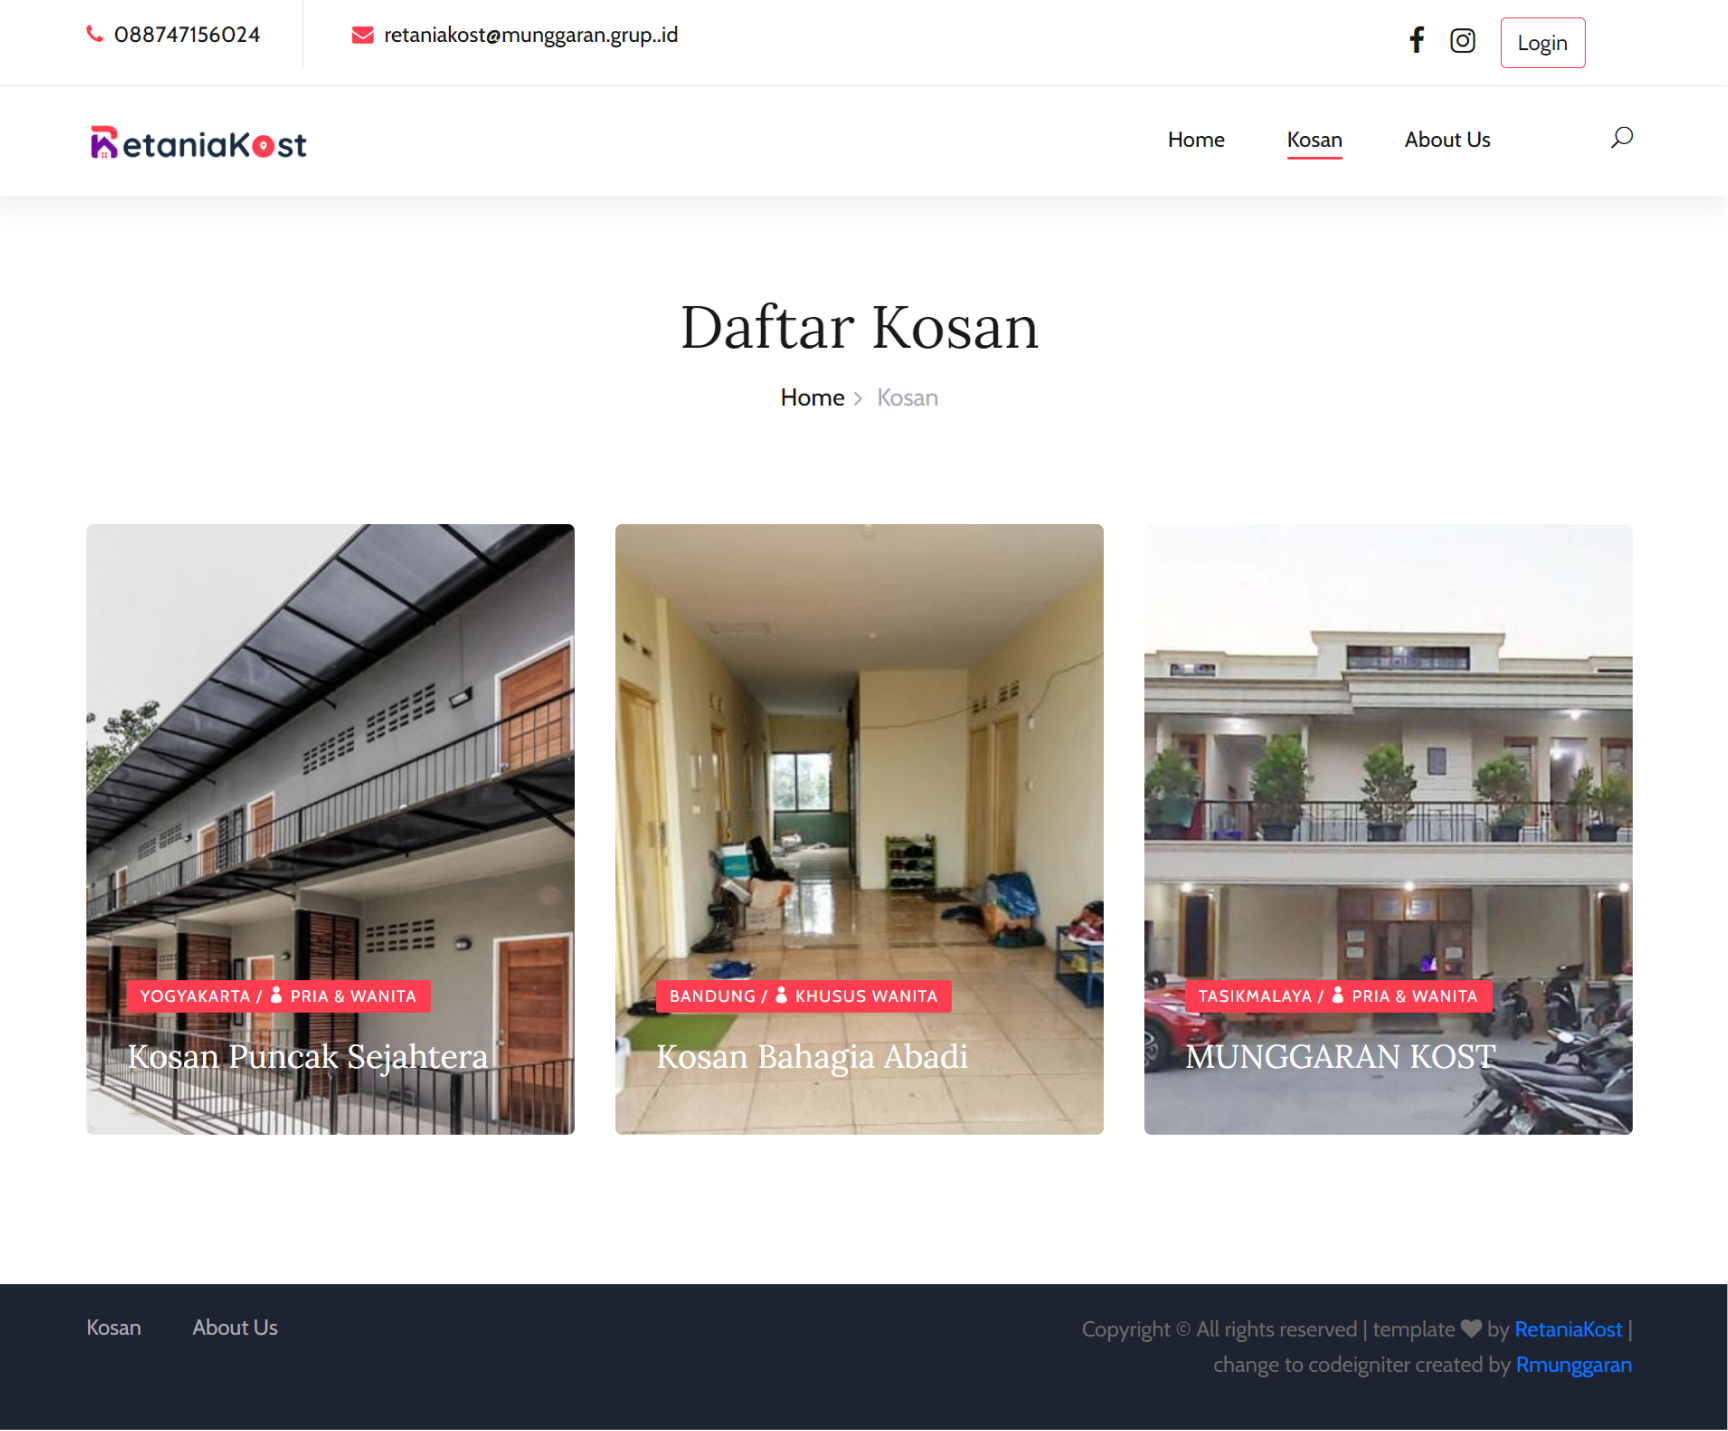 088747156024
retaniakost@munggaran.grup..id
Login
RetaniaKost
Home
Kosan
About Us
Daftar Kosan
Home > Kosan
YOGYAKARTA / PRIA & WANITA
Kosan Puncak Sejahtera
BANDUNG / KHUSUS WANITA
Kosan Bahagia Abadi
TASIKMALAYA / PRIA & WANITA
MUNGGARAN KOST
Kosan
About Us
Copyright © All rights reserved | template ♥ by RetaniaKost |
change to codeigniter created by Rmunggaran